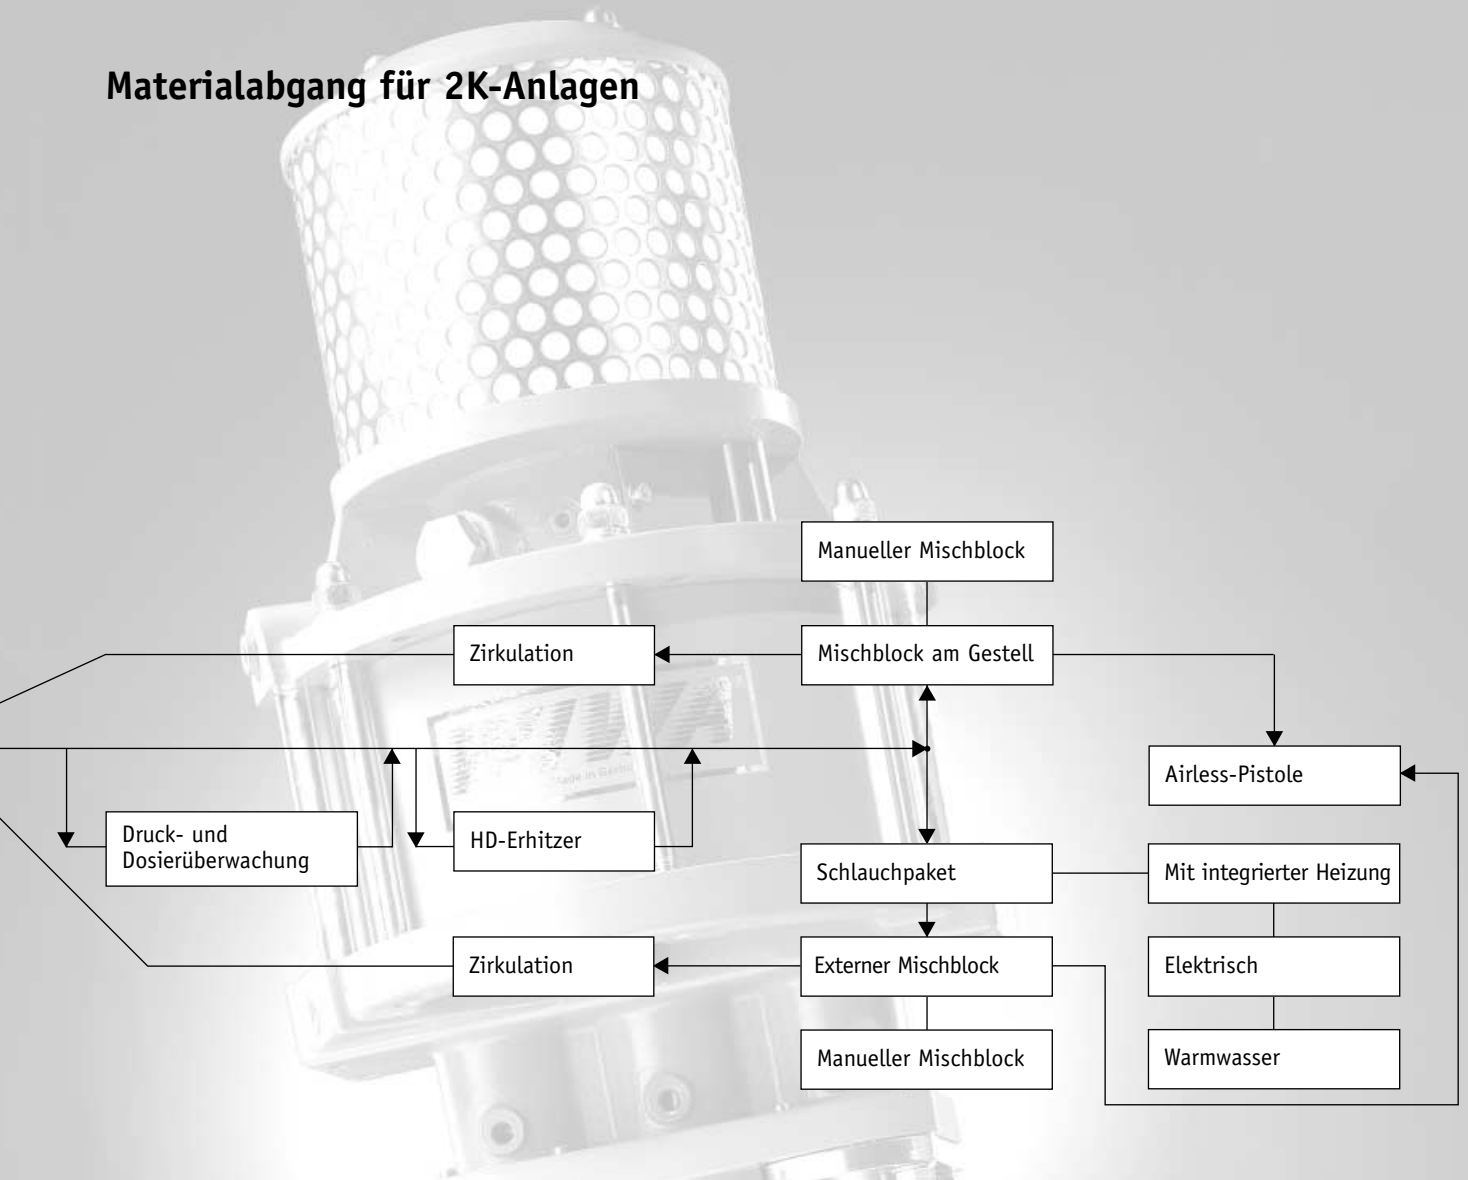 Materialabgang für 2K-Anlagen
Manueller Mischblock
Zirkulation
Mischblock am Gestell
Airless-Pistole
Druck- und
Dosierüberwachung
HD-Erhitzer
Schlauchpaket
Mit integrierter Heizung
Zirkulation
Externer Mischblock
Elektrisch
Manueller Mischblock
Warmwasser